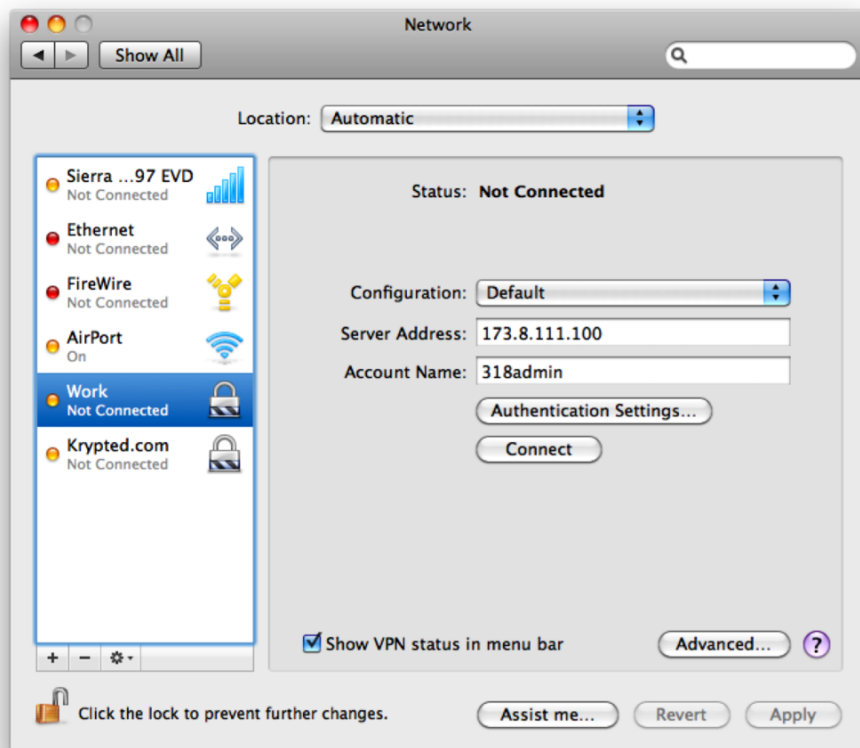 Network
Show All
Location: Automatic
Sierra ...97 EVD
Not Connected
Ethernet
Not Connected
FireWire
Not Connected
AirPort
On
Work
Not Connected
Krypted.com
Not Connected
Status: Not Connected
Configuration: Default
Server Address: 173.8.111.100
Account Name: 318admin
Authentication Settings...
Connect
Show VPN status in menu bar
Advanced... ?
Click the lock to prevent further changes.
Assist me... Revert Apply